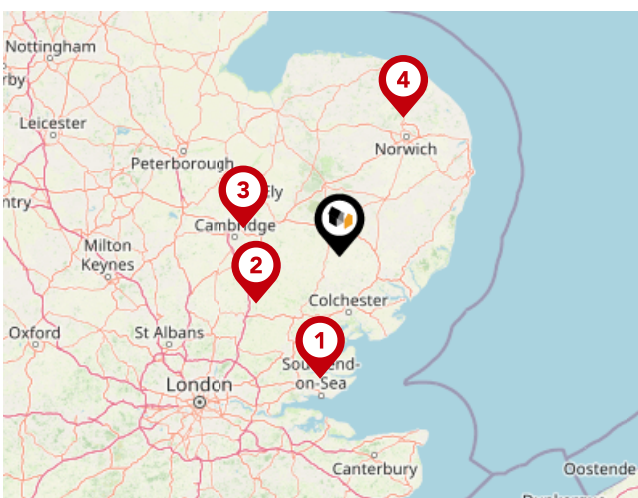 Nottingham
rby
4
Leicester
Norwich
Peterborough
3
Ely
ntry
Cambridge
Milton
Keynes
2
Colchester
Oxford
St Albans
1
Southend-
on-Sea
London
Canterbury
Oostende